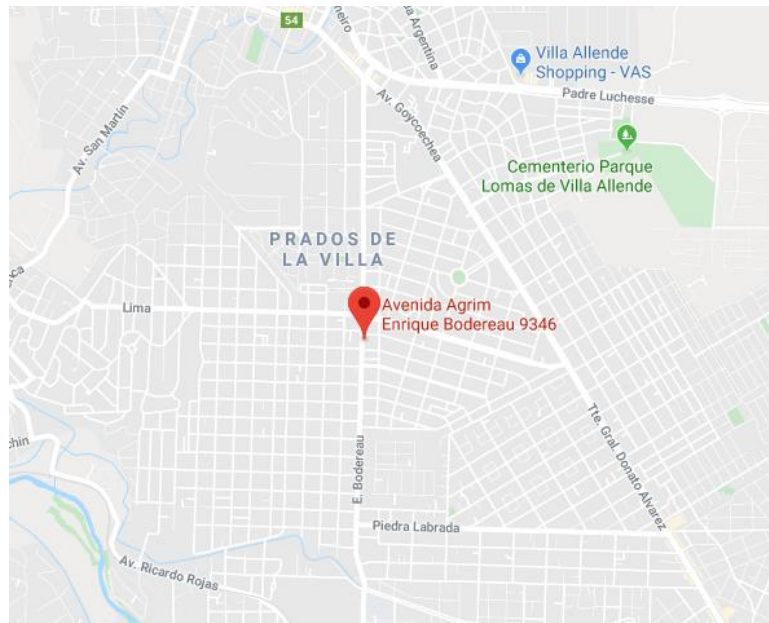 54
neiro
a Argentina
Villa Allende
Shopping - VAS
Padre Luchesse
Av. San Martín
Av. Goycoechea
Cementerio Parque
Lomas de Villa Allende
PRADOS DE
LA VILLA
ca
Lima
Avenida Agrim
Enrique Bodereau 9346
Tte. Gral. Donato Alvarez
chin
E. Bodereau
Piedra Labrada
Av. Ricardo Rojas